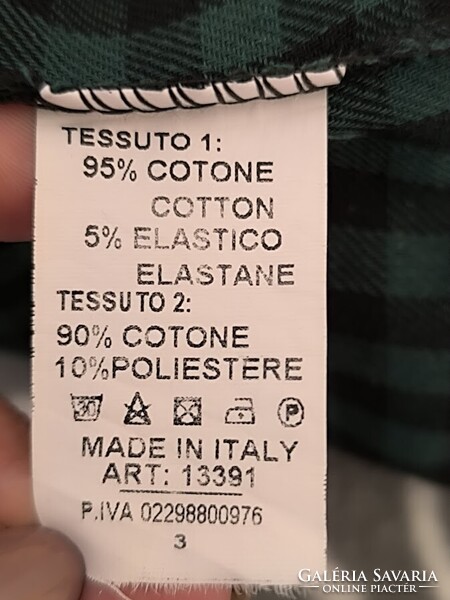 TESSUTO 1:
95% COTONE
COTTON
5% ELASTICO
ELASTANE
TESSUTO 2:
90% COTONE
10%POLIESTERE
30 P
MADE IN ITALY
ART: 13391
P.IVA 02298800976
3
GALÉRIA SAVARIA
ONLINE PIACTÉR